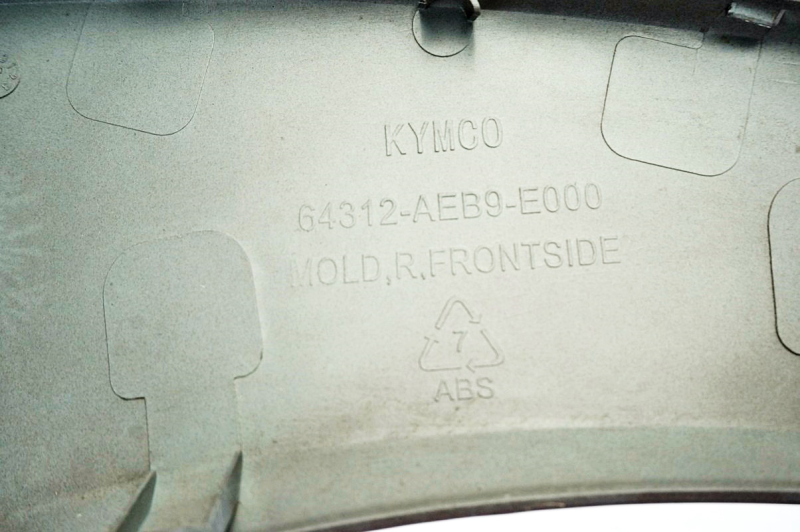 KYMCO
64312-AEB9-E000
MOLD,R,FRONTSIDE
7
ABS